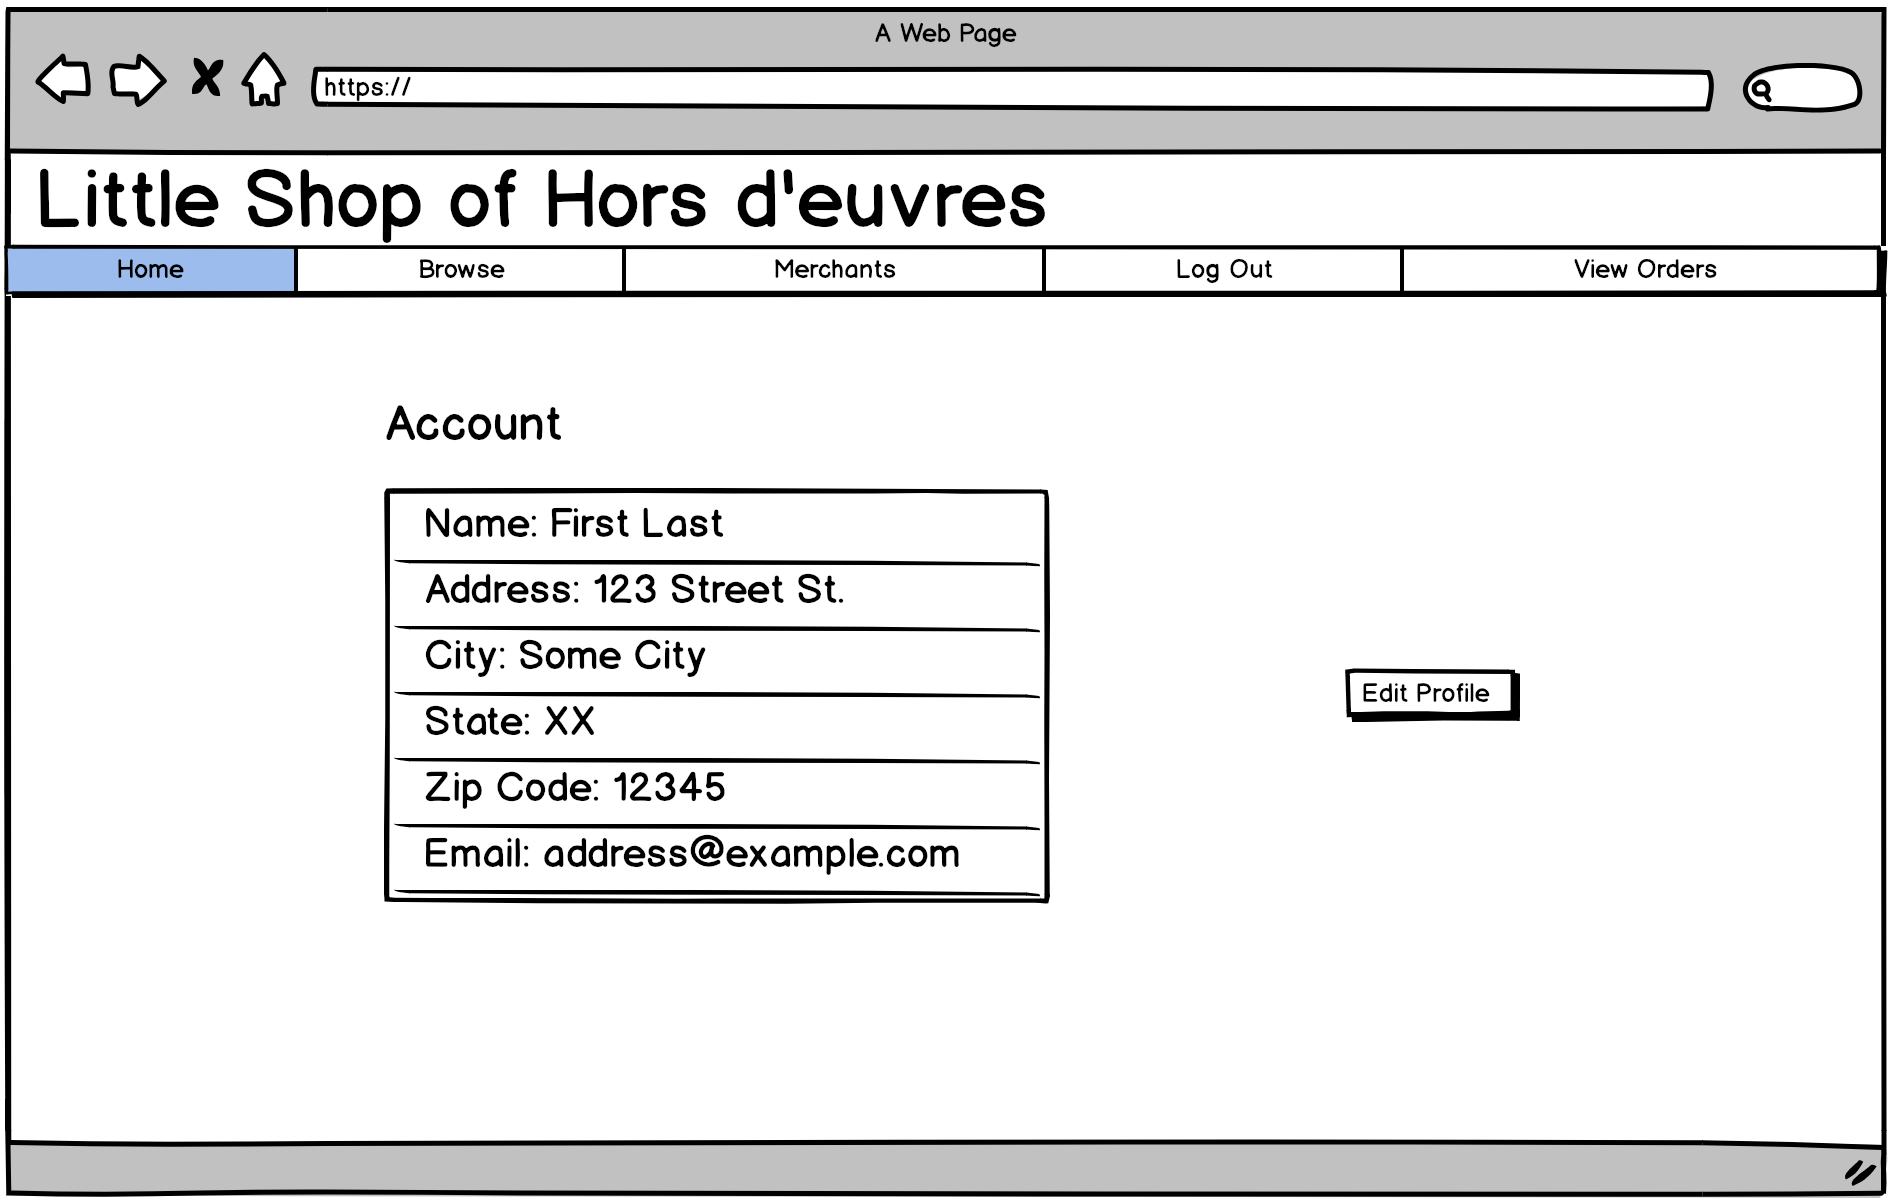 A Web Page
https://
Little Shop of Hors d'euvres
Home Browse Merchants Log Out View Orders
Account
Name: First Last
Address: 123 Street St.
City: Some City
Edit Profile
State: XX
Zip Code: 12345
Email: address@example.com